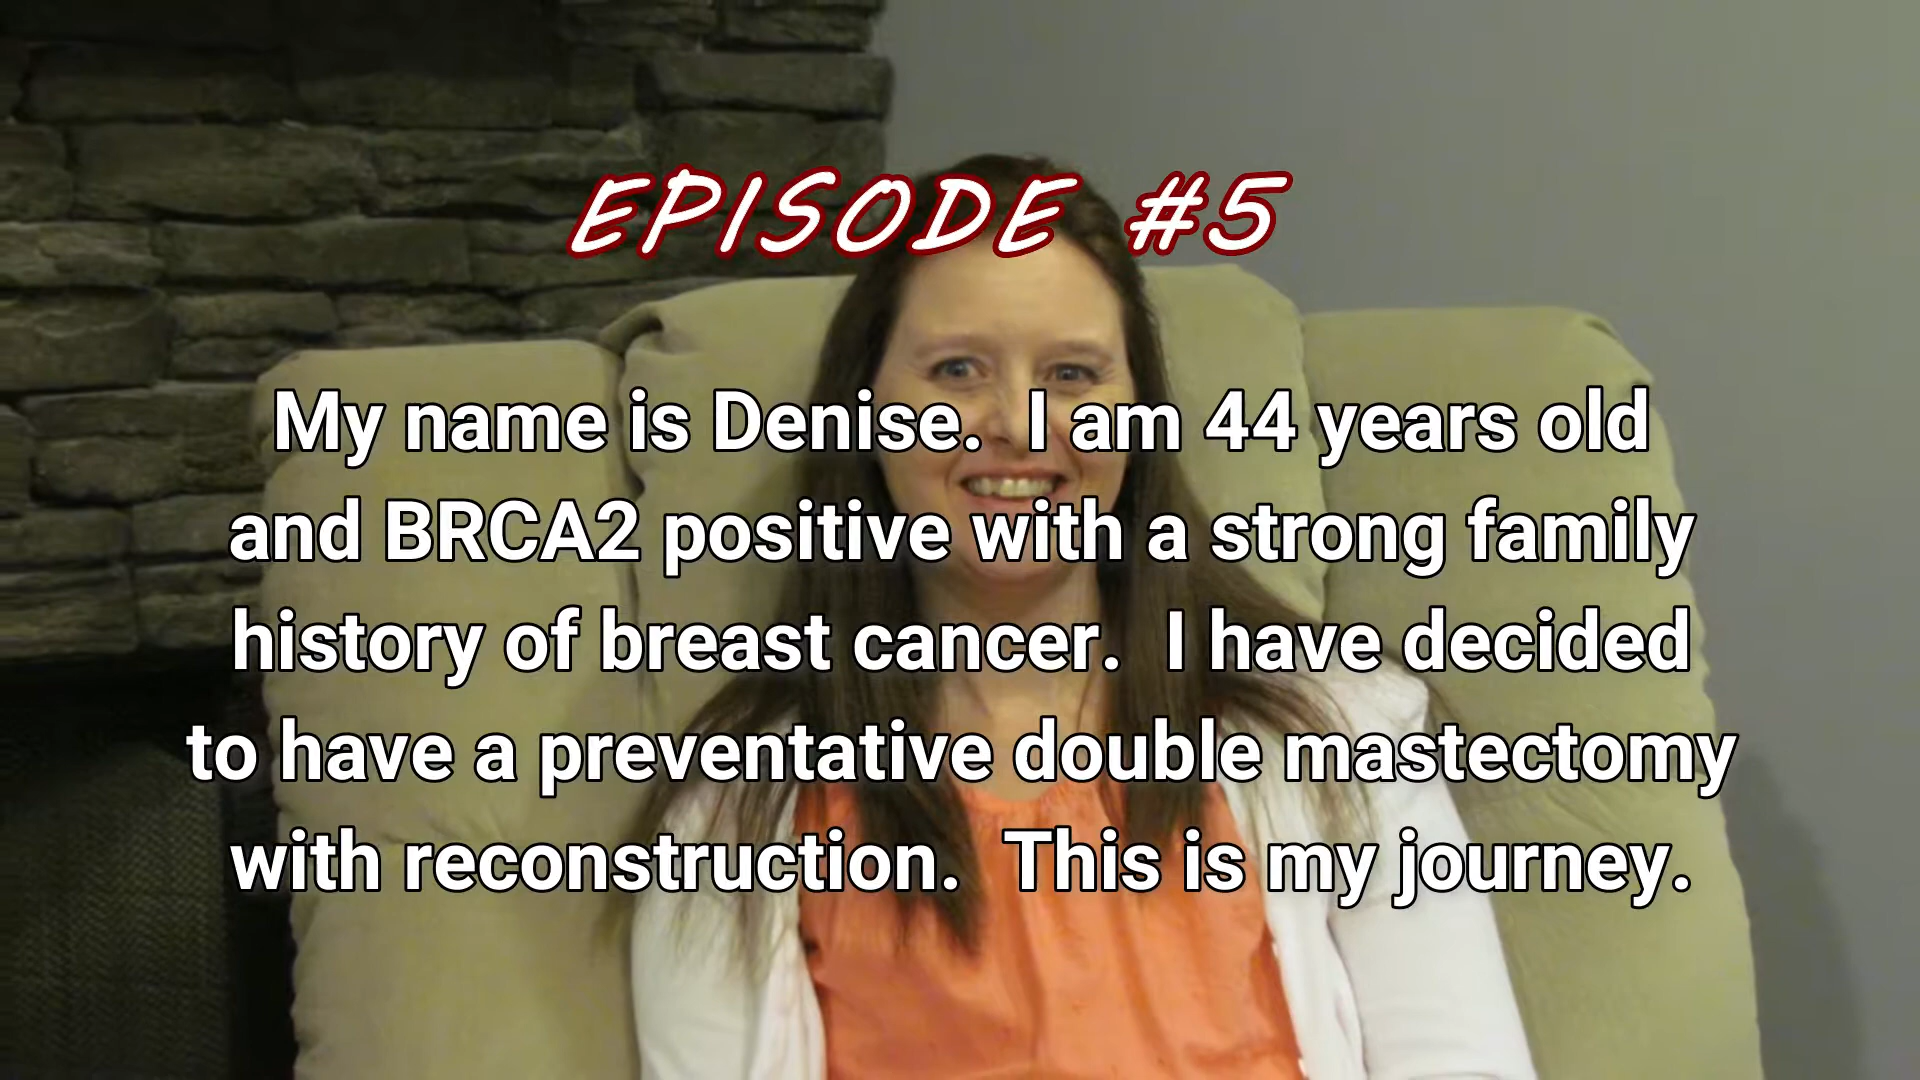 EPISODE #5
My name is Denise.  I am 44 years old
and BRCA2 positive with a strong family
history of breast cancer.  I have decided
to have a preventative double mastectomy
with reconstruction.  This is my journey.